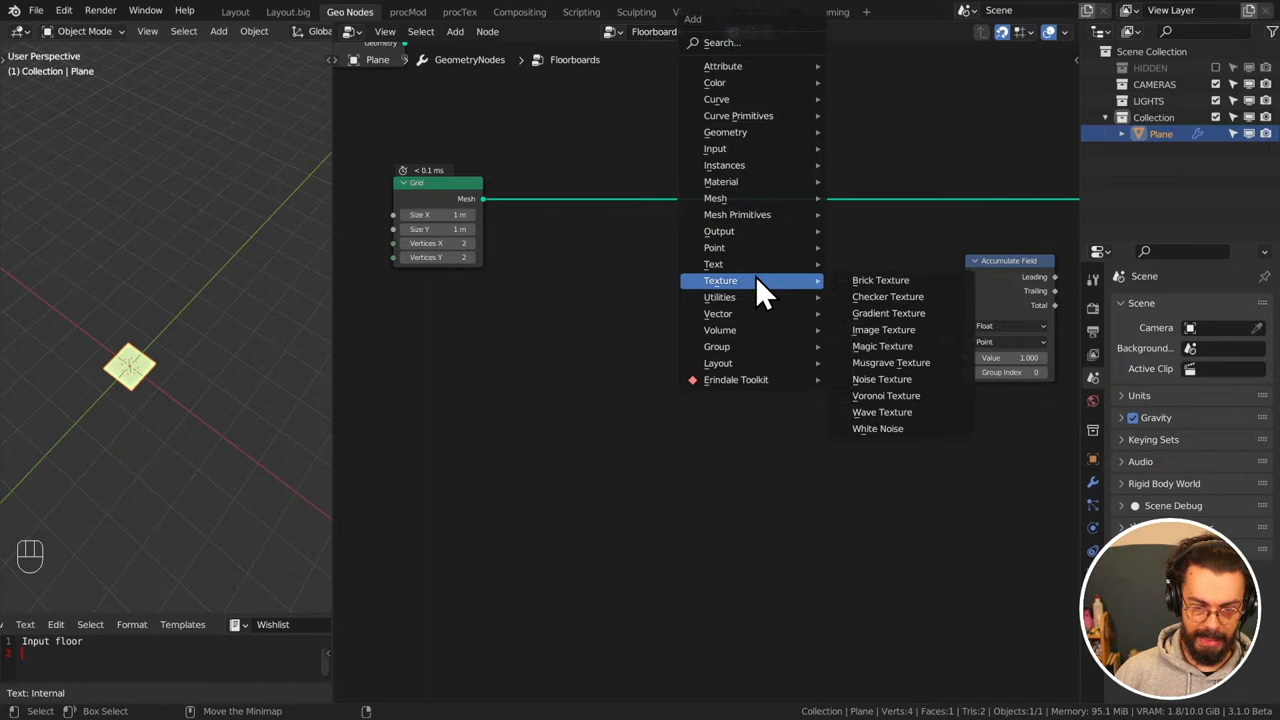 File Edit Render Window Help Layout Layout.big Geo Nodes procMod procTex Compositing Scripting Sculpting Scene View Layer
Object Mode View Select Add Object Globa
View Select Add Node Floorboard
User Perspective
(1) Collection | Plane
Geometry
Plane GeometryNodes Floorboards
Add
Search...
Attribute
Color
Curve
Curve Primitives
Geometry
Input
Instances
Material
Mesh
Mesh Primitives
Output
Point
Text
Texture
Utilities
Vector
Volume
Group
Layout
Erindale Toolkit
Brick Texture
Checker Texture
Gradient Texture
Image Texture
Magic Texture
Musgrave Texture
Noise Texture
Voronoi Texture
Wave Texture
White Noise
< 0.1 ms
Grid
Mesh
Size X 1 m
Size Y 1 m
Vertices X 2
Vertices Y 2
Accumulate Field
Leading
Trailing
Total
Float
Point
Value 1.000
Group Index 0
Scene Collection
HIDDEN
CAMERAS
LIGHTS
Collection
Plane
Scene
Scene
Camera
Background...
Active Clip
Units
Gravity
Keying Sets
Audio
Rigid Body World
Scene Debug
Text Edit Select Format Templates Wishlist
1 Input floor
2
Text: Internal
Select Box Select Move the Minimap Collection | Plane | Verts:4 | Faces:1 | Tris:2 | Objects:1/1 | Memory: 95.1 MiB | VRAM: 1.8/10.0 GiB | 3.1.0 Beta